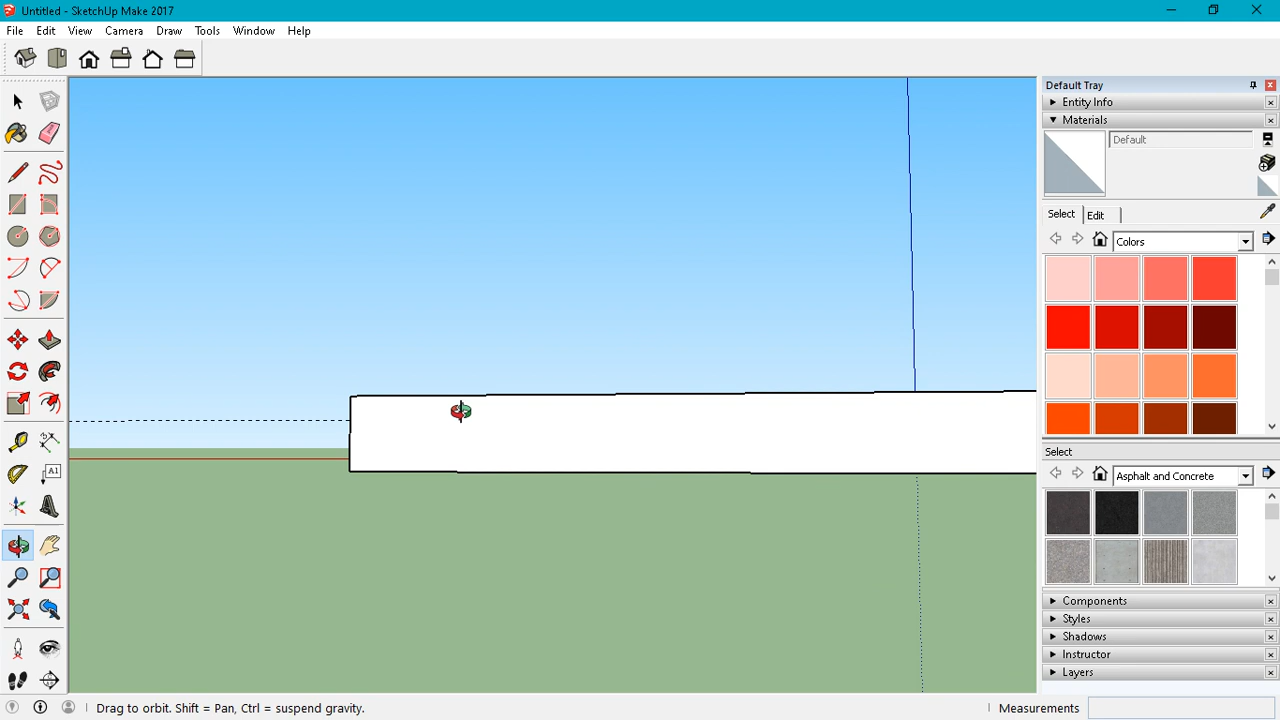 Untitled - SketchUp Make 2017
File Edit View Camera Draw Tools Window Help
Default Tray
Entity Info
Materials
Default
Select Edit
Colors
Select
Asphalt and Concrete
Components
Styles
Shadows
Instructor
Layers
AI
Drag to orbit. Shift = Pan, Ctrl = suspend gravity.
Measurements